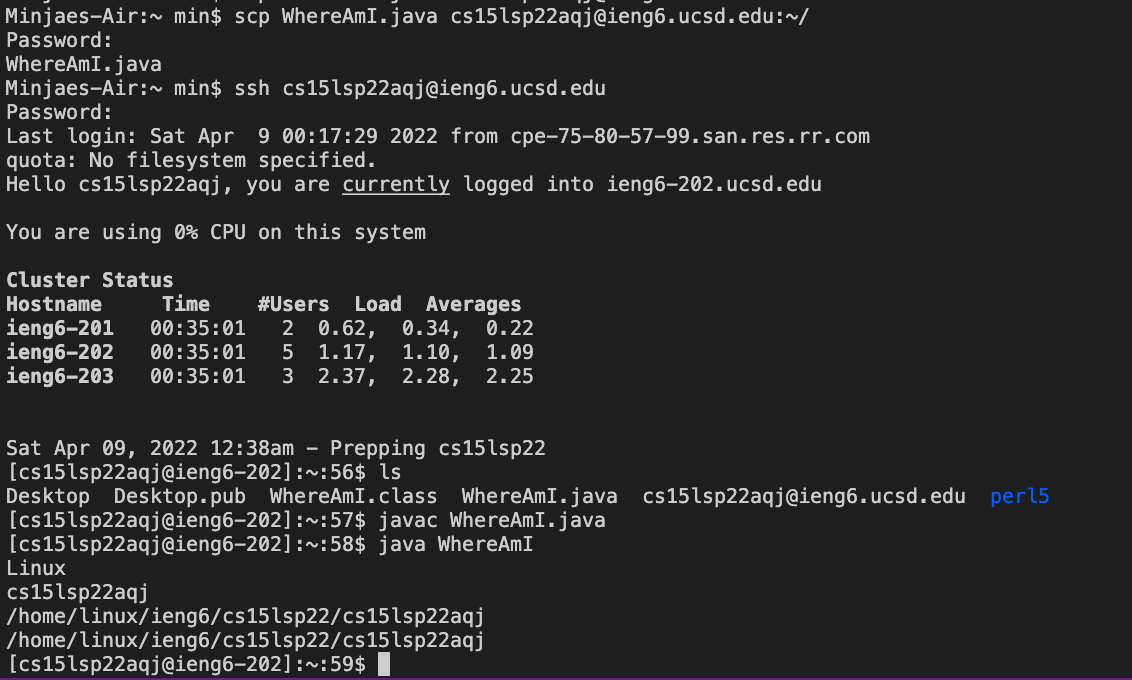 Minjaes-Air:~ min$ scp WhereAmI.java cs15lsp22aqj@ieng6.ucsd.edu:~/
Password:
WhereAmI.java
Minjaes-Air:~ min$ ssh cs15lsp22aqj@ieng6.ucsd.edu
Password:
Last login: Sat Apr  9 00:17:29 2022 from cpe-75-80-57-99.san.res.rr.com
quota: No filesystem specified.
Hello cs15lsp22aqj, you are currently logged into ieng6-202.ucsd.edu
You are using 0% CPU on this system
Cluster Status
Hostname     Time    #Users  Load  Averages
ieng6-201   00:35:01   2  0.62,  0.34,  0.22
ieng6-202   00:35:01   5  1.17,  1.10,  1.09
ieng6-203   00:35:01   3  2.37,  2.28,  2.25
Sat Apr 09, 2022 12:38am - Prepping cs15lsp22
[cs15lsp22aqj@ieng6-202]:~:56$ ls
Desktop  Desktop.pub  WhereAmI.class  WhereAmI.java  cs15lsp22aqj@ieng6.ucsd.edu  perl5
[cs15lsp22aqj@ieng6-202]:~:57$ javac WhereAmI.java
[cs15lsp22aqj@ieng6-202]:~:58$ java WhereAmI
Linux
cs15lsp22aqj
/home/linux/ieng6/cs15lsp22/cs15lsp22aqj
/home/linux/ieng6/cs15lsp22/cs15lsp22aqj
[cs15lsp22aqj@ieng6-202]:~:59$